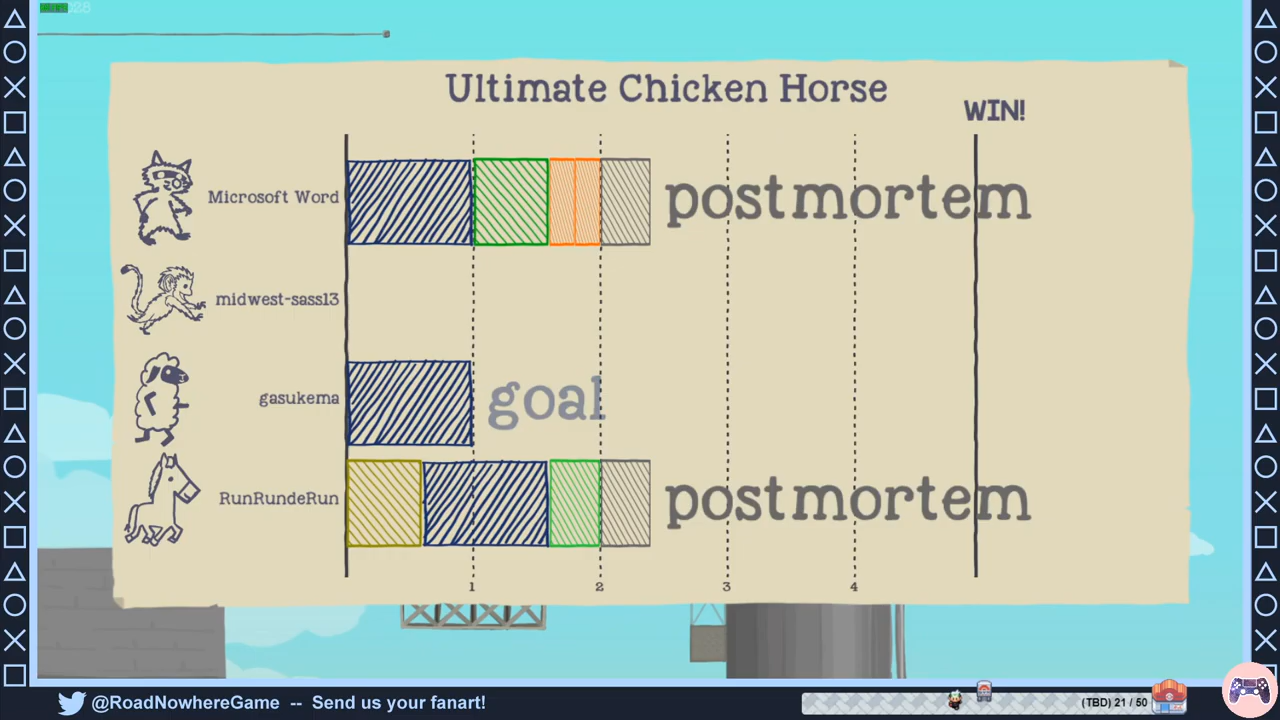 Ultimate Chicken Horse
WIN!
Microsoft Word
postmortem
midwest-sass13
gasukema
goal
RunRundeRun
postmortem
1 2 3 4
@RoadNowhereGame -- Send us your fanart!
(TBD) 21 / 50